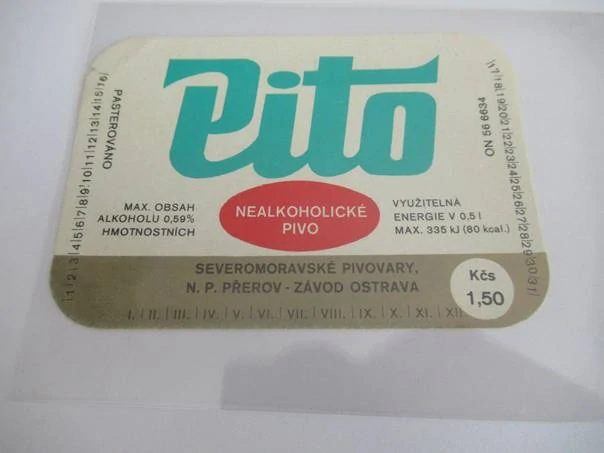 Pito
PASTEROVÁNO
1|2|3|4|5|6|7|8|9|10|11|12|13|14|15|16|
17|18|19|20|21|22|23|24|25|26|27|28|29|30|31|
ON 56 6634
MAX. OBSAH
ALKOHOLU 0,59%
HMOTNOSTNÍCH
NEALKOHOLICKÉ
PIVO
VYUŽITELNÁ
ENERGIE V 0,5 l
MAX. 335 kJ (80 kcal.)
SEVEROMORAVSKÉ PIVOVARY,
N. P. PŘEROV - ZÁVOD OSTRAVA
Kčs
1,50
I. | II. | III. | IV. | V. | VI. | VII. | VIII. | IX. | X. | XI. | XII.